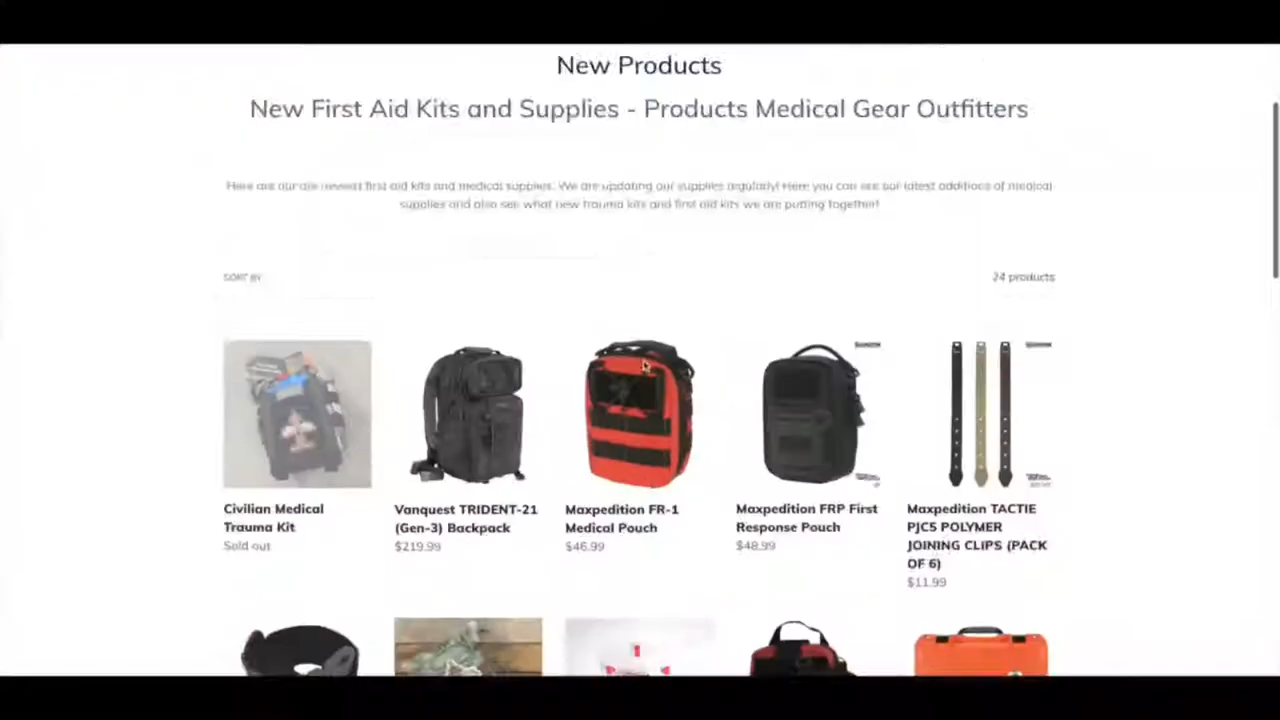 New Products
New First Aid Kits and Supplies - Products Medical Gear Outfitters
Here are our newest first aid kits and medical supplies. We are updating our supplies regularly! Here you can see our latest additions of medical
supplies and also see what new trauma kits and first aid kits we are putting together!
SORT BY
24 products
Civilian Medical
Trauma Kit
Sold out
Vanquest TRIDENT-21
(Gen-3) Backpack
$219.99
Maxpedition FR-1
Medical Pouch
$46.99
Maxpedition FRP First
Response Pouch
$48.99
Maxpedition TACTIE
PJC5 POLYMER
JOINING CLIPS (PACK
OF 6)
$11.99